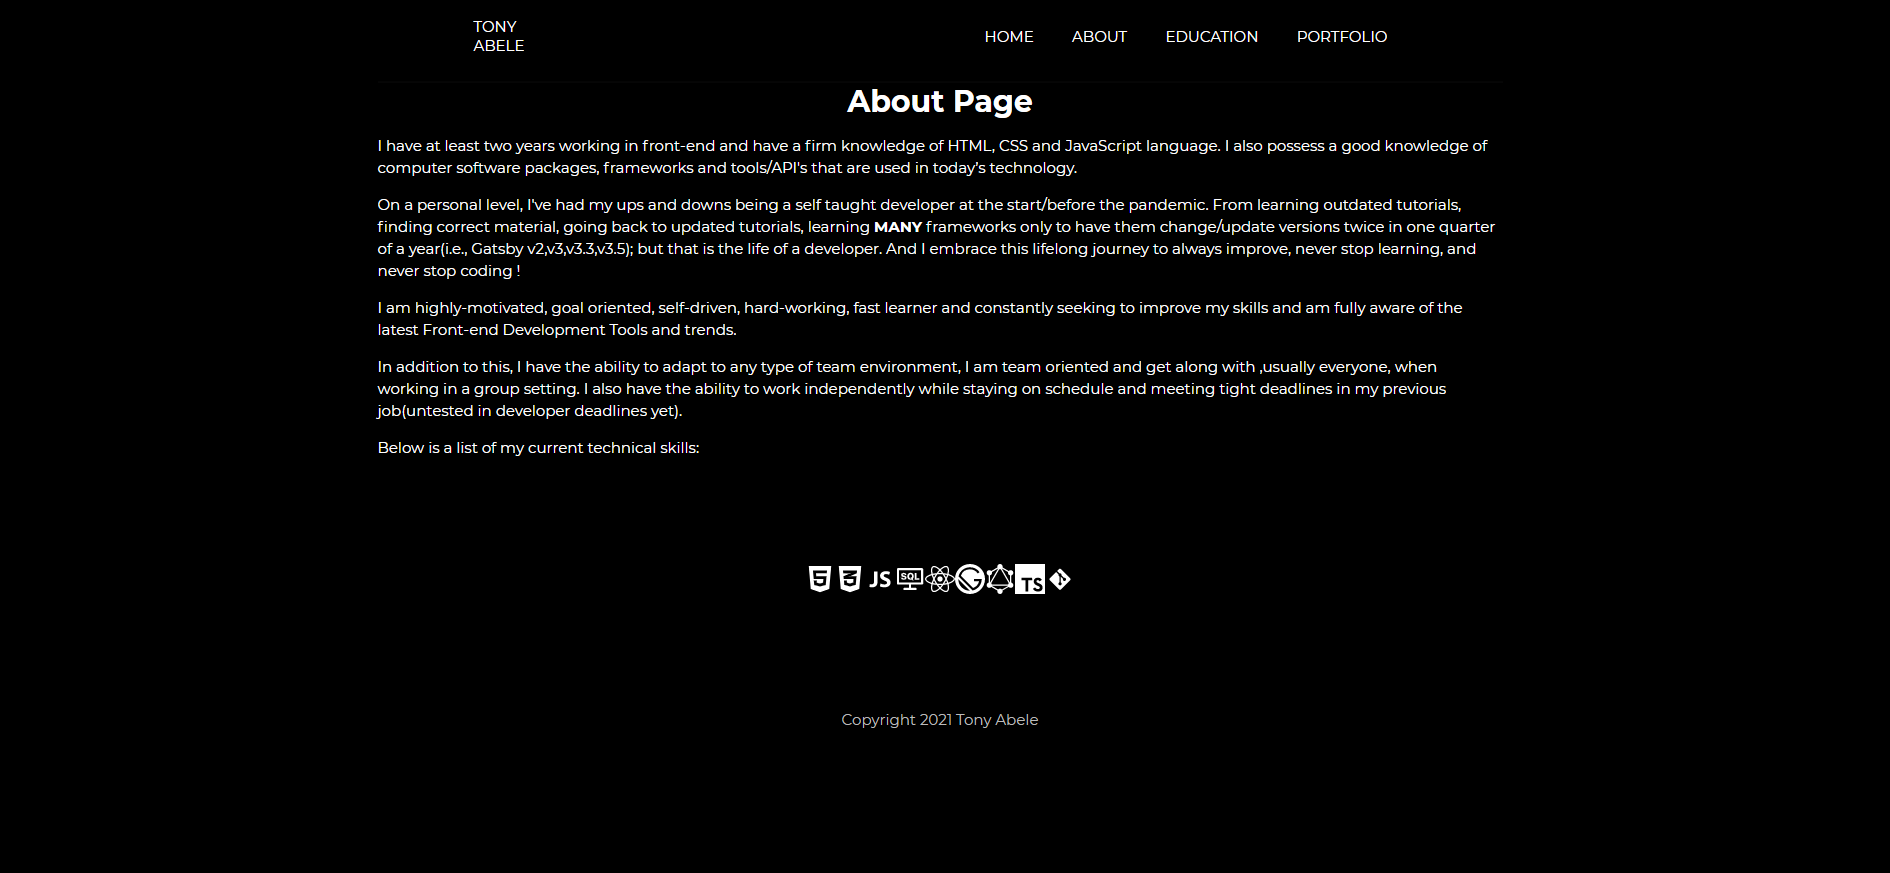 TONY
ABELE
HOME ABOUT EDUCATION PORTFOLIO
About Page
I have at least two years working in front-end and have a firm knowledge of HTML, CSS and JavaScript language. I also possess a good knowledge of
computer software packages, frameworks and tools/API's that are used in today’s technology.
On a personal level, I've had my ups and downs being a self taught developer at the start/before the pandemic. From learning outdated tutorials,
finding correct material, going back to updated tutorials, learning MANY frameworks only to have them change/update versions twice in one quarter
of a year(i.e., Gatsby v2,v3,v3.3,v3.5); but that is the life of a developer. And I embrace this lifelong journey to always improve, never stop learning, and
never stop coding !
I am highly-motivated, goal oriented, self-driven, hard-working, fast learner and constantly seeking to improve my skills and am fully aware of the
latest Front-end Development Tools and trends.
In addition to this, I have the ability to adapt to any type of team environment, I am team oriented and get along with ,usually everyone, when
working in a group setting. I also have the ability to work independently while staying on schedule and meeting tight deadlines in my previous
job(untested in developer deadlines yet).
Below is a list of my current technical skills:
5 3 JS SQL G TS
Copyright 2021 Tony Abele